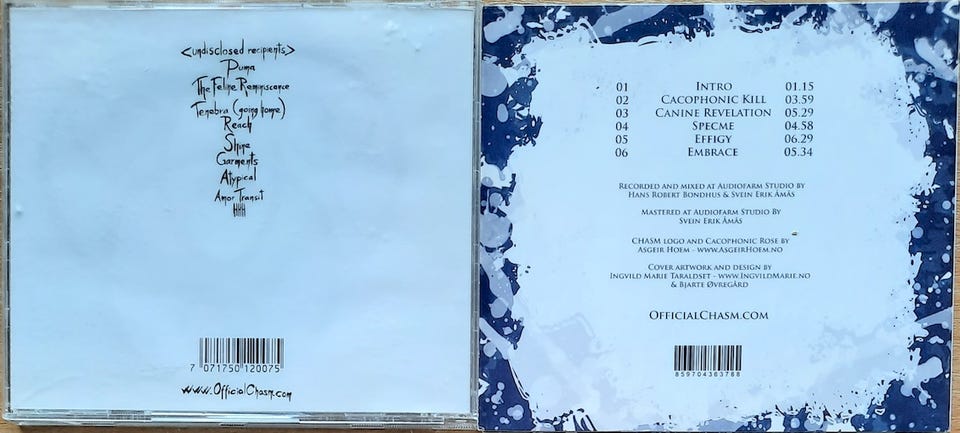 <undisclosed recipients>
Puma
The Feline Reminiscence
Tenebra (going home)
Reach
Shine
Garments
Atypical
Amor Transit
7 071750 120075
www.OfficialChasm.com
01 Intro 01.15
02 Cacophonic Kill 03.59
03 Canine Revelation 05.29
04 Specme 04.58
05 Effigy 06.29
06 Embrace 05.34
Recorded and mixed at Audiofarm Studio by
Hans Robert Bondhus & Svein Erik Åmås
Mastered at Audiofarm Studio By
Svein Erik Åmås
CHASM logo and Cacophonic Rose by
Asgeir Hoem - www.AsgeirHoem.no
Cover artwork and design by
Ingvild Marie Taraldset - www.IngvildMarie.no
& Bjarte Øvregård
OfficialChasm.com
859704363768